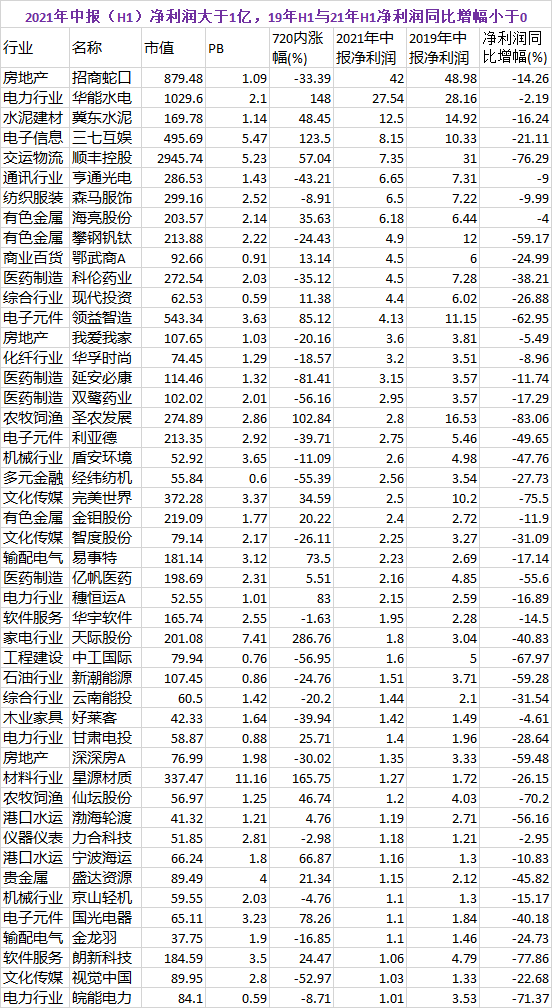 2021年中报（H1）净利润大于1亿，19年H1与21年H1净利润同比增幅小于0
行业 名称 市值 PB 720内涨幅(%) 2021年中报净利润 2019年中报净利润 净利润同比增幅(%)
房地产 招商蛇口 879.48 1.09 -33.39 42 48.98 -14.26
电力行业 华能水电 1029.6 2.1 148 27.54 28.16 -2.19
水泥建材 冀东水泥 169.78 1.14 48.45 12.5 14.92 -16.24
电子信息 三七互娱 495.69 5.47 123.5 8.15 10.33 -21.11
交运物流 顺丰控股 2945.74 5.23 57.04 7.35 31 -76.29
通讯行业 亨通光电 286.53 1.43 -43.21 6.65 7.31 -9
纺织服装 森马服饰 299.16 2.52 -8.91 6.5 7.22 -9.99
有色金属 海亮股份 203.57 2.14 35.63 6.18 6.44 -4
有色金属 攀钢钒钛 213.88 2.22 -24.43 4.9 12 -59.17
商业百货 鄂武商A 92.66 0.91 13.14 4.5 6 -24.99
医药制造 科伦药业 272.54 2.03 -35.12 4.5 7.28 -38.21
综合行业 现代投资 62.53 0.59 11.38 4.4 6.02 -26.88
电子元件 领益智造 543.34 3.63 85.12 4.13 11.15 -62.95
房地产 我爱我家 107.65 1.03 -20.16 3.6 3.81 -5.49
化纤行业 华孚时尚 74.45 1.29 -18.57 3.2 3.51 -8.96
医药制造 延安必康 114.46 1.32 -81.41 3.15 3.57 -11.74
医药制造 双鹭药业 102.02 2.01 -56.16 2.95 3.57 -17.29
农牧饲渔 圣农发展 274.89 2.86 102.84 2.8 16.53 -83.06
电子元件 利亚德 213.35 2.92 -39.71 2.75 5.46 -49.65
机械行业 盾安环境 52.92 3.65 -11.09 2.6 4.98 -47.76
多元金融 经纬纺机 55.84 0.6 -55.39 2.56 3.54 -27.73
文化传媒 完美世界 372.28 3.37 34.59 2.5 10.2 -75.5
有色金属 金钼股份 219.09 1.77 20.22 2.4 2.72 -11.9
文化传媒 智度股份 79.14 2.17 -26.11 2.25 3.27 -31.09
输配电气 易事特 181.14 3.12 73.5 2.23 2.69 -17.14
医药制造 亿帆医药 198.69 2.31 5.51 2.16 4.85 -55.6
电力行业 穗恒运A 52.55 1.01 83 2.15 2.59 -16.89
软件服务 华宇软件 165.74 2.55 -1.63 1.95 2.28 -14.5
家电行业 天际股份 201.08 7.41 286.76 1.8 3.04 -40.83
工程建设 中工国际 79.94 0.76 -56.95 1.6 5 -67.97
石油行业 新潮能源 107.45 0.86 -24.76 1.51 3.71 -59.28
综合行业 云南能投 60.5 1.42 -20.2 1.44 2.1 -31.54
木业家具 好莱客 42.33 1.64 -39.94 1.42 1.49 -4.61
电力行业 甘肃电投 58.87 0.88 25.71 1.4 1.96 -28.64
房地产 深深房A 76.99 1.98 -30.02 1.35 3.33 -59.48
材料行业 星源材质 337.47 11.16 165.75 1.27 1.72 -26.15
农牧饲渔 仙坛股份 56.97 1.25 46.74 1.2 4.03 -70.2
港口水运 渤海轮渡 41.32 1.21 4.76 1.19 2.71 -56.16
仪器仪表 力合科技 51.85 2.81 -2.98 1.18 1.21 -2.95
港口水运 宁波海运 66.24 1.8 66.87 1.16 1.3 -10.83
贵金属 盛达资源 89.49 4 21.34 1.15 2.12 -45.82
机械行业 京山轻机 59.55 2.03 -4.76 1.1 1.3 -15.17
电子元件 国光电器 65.11 3.23 78.26 1.1 1.84 -40.18
输配电气 金龙羽 37.75 1.9 -16.85 1.1 1.46 -24.73
软件服务 朗新科技 184.59 3.5 24.47 1.06 4.79 -77.86
文化传媒 视觉中国 89.95 2.8 -52.97 1.03 1.33 -22.68
电力行业 皖能电力 84.1 0.59 -8.71 1.01 3.53 -71.37